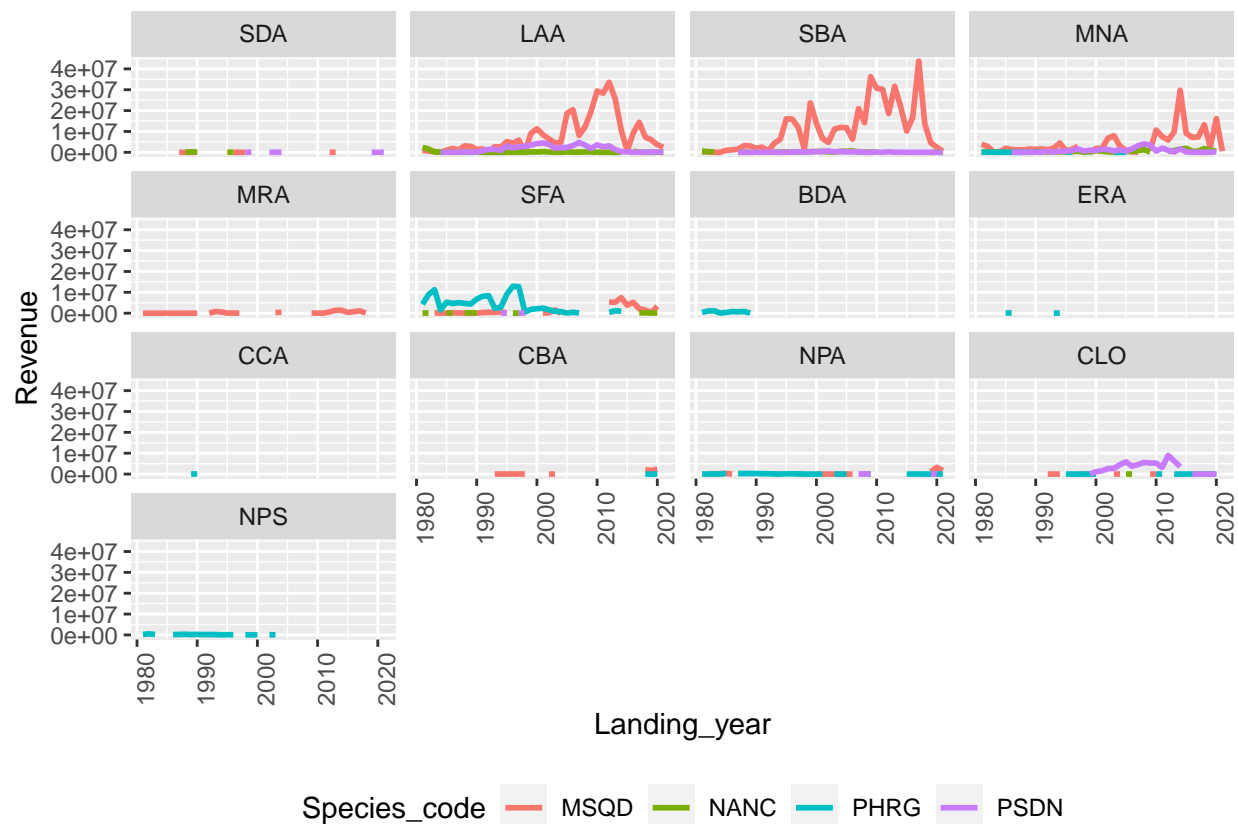 SDA LAA SBA MNA
4e+07
3e+07
2e+07
1e+07
0e+00
MRA SFA BDA ERA
4e+07
3e+07
2e+07
1e+07
0e+00
CCA CBA NPA CLO
4e+07
3e+07
2e+07
1e+07
0e+00
1980 1990 2000 2010 2020 1980 1990 2000 2010 2020 1980 1990 2000 2010 2020
NPS
4e+07
3e+07
2e+07
1e+07
0e+00
1980 1990 2000 2010 2020
Revenue
Landing_year
Species_code MSQD NANC PHRG PSDN